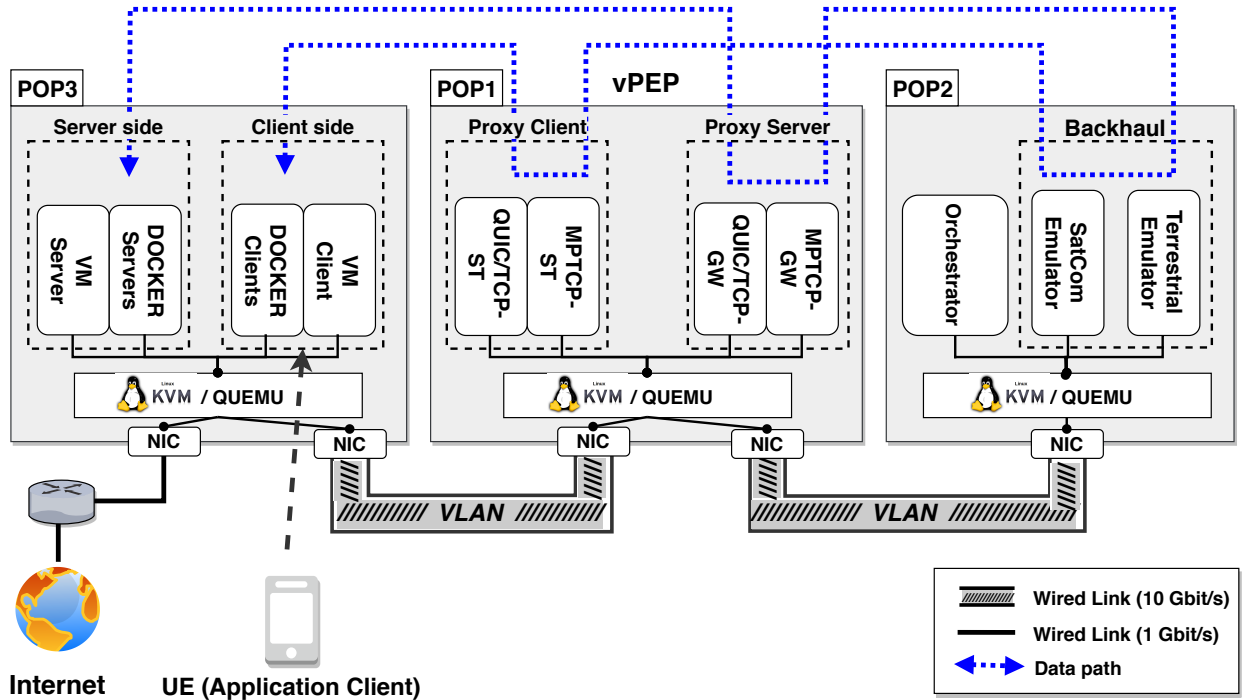 vPEP
POP3
POP1
POP2
Server side
Client side
Proxy Client
Proxy Server
Backhaul
VM
Server
DOCKER
Servers
DOCKER
Clients
VM
Client
QUIC/TCP-
ST
MPTCP-
ST
QUIC/TCP-
GW
MPTCP-
GW
Orchestrator
SatCom
Emulator
Terrestrial
Emulator
Linux
KVM / QUEMU
Linux
KVM / QUEMU
Linux
KVM / QUEMU
NIC
NIC
NIC
NIC
NIC
VLAN
VLAN
Internet
UE (Application Client)
Wired Link (10 Gbit/s)
Wired Link (1 Gbit/s)
Data path